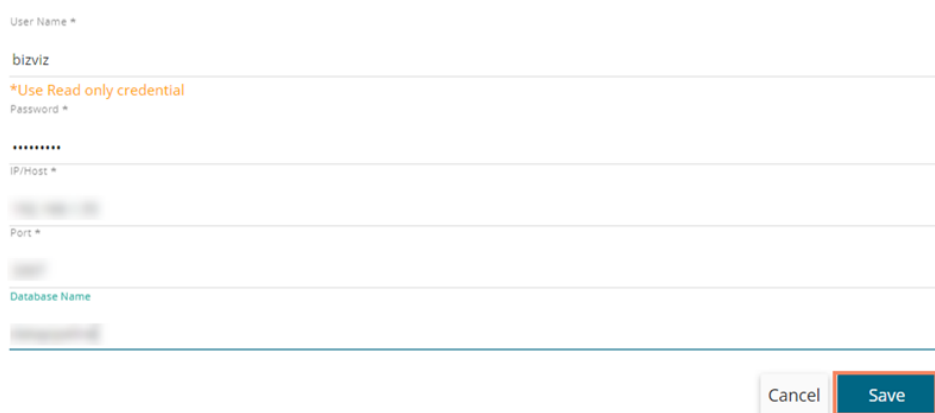 User Name *
bizviz
*Use Read only credential
Password *
•••••••••
IP/Host *
Port *
Database Name
Cancel Save